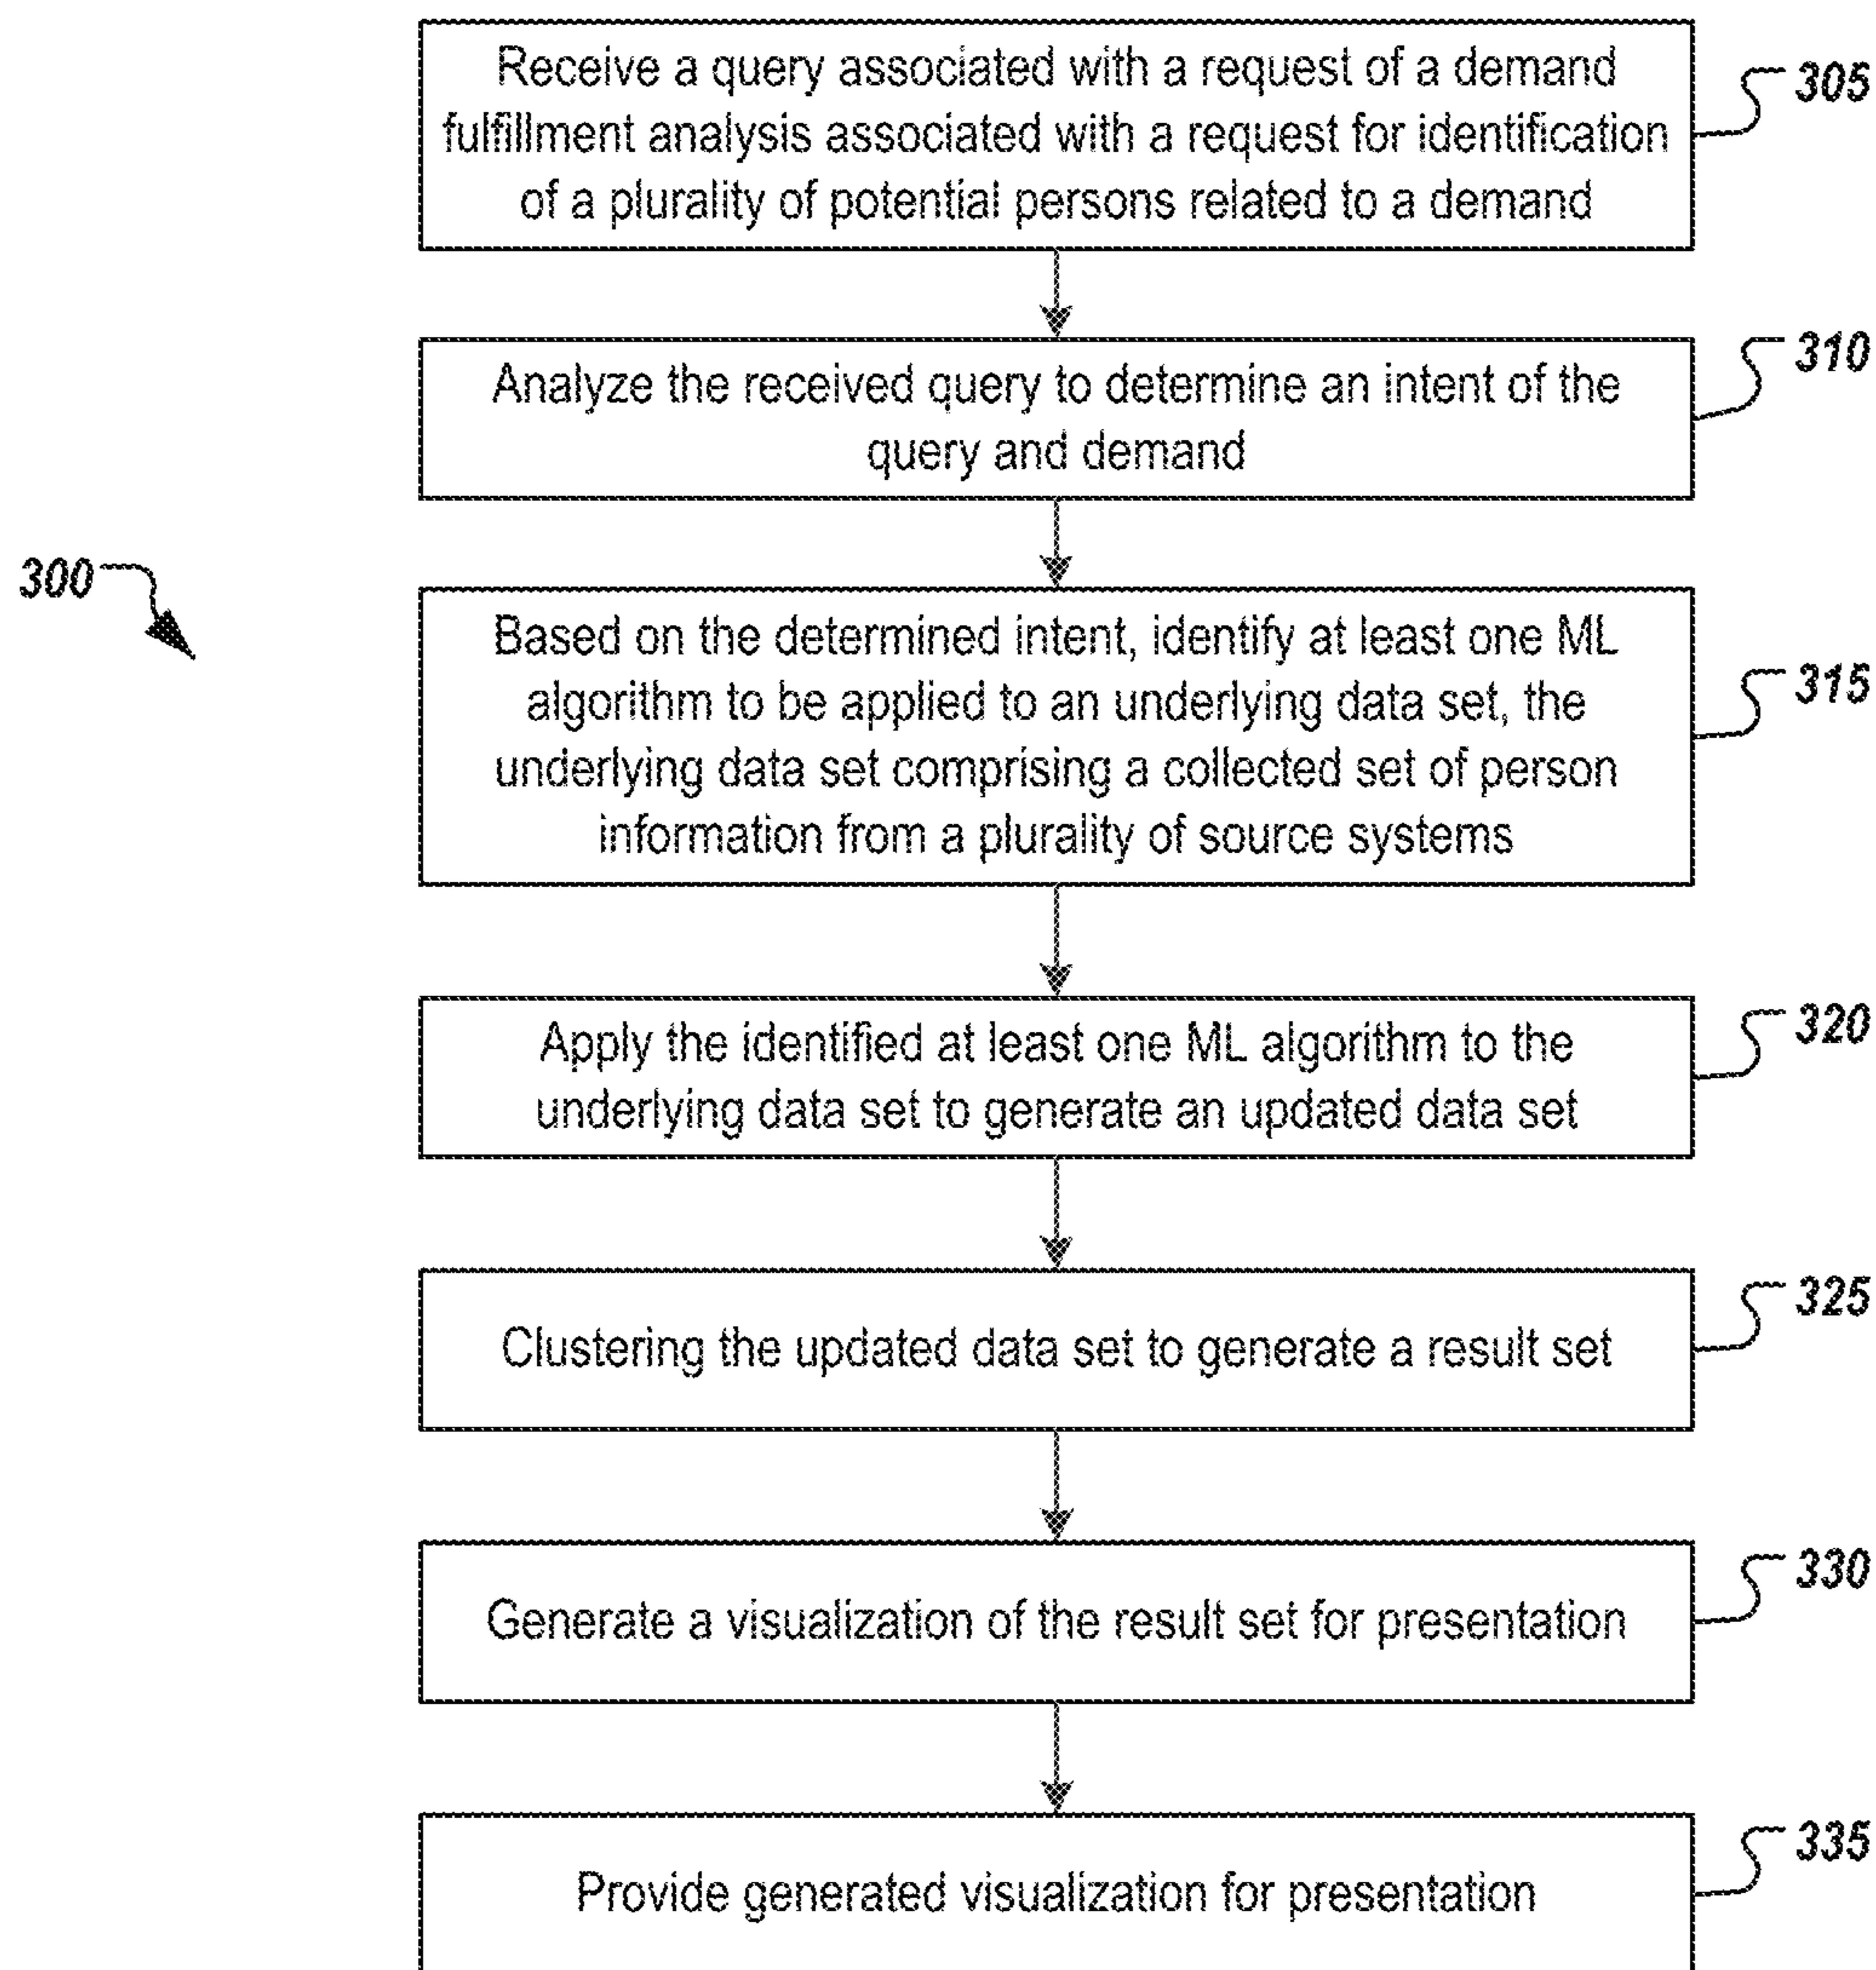 Receive a query associated with a request of a demand
fulfillment analysis associated with a request for identification
of a plurality of potential persons related to a demand
305
Analyze the received query to determine an intent of the
query and demand
310
300
Based on the determined intent, identify at least one ML
algorithm to be applied to an underlying data set, the
underlying data set comprising a collected set of person
information from a plurality of source systems
315
Apply the identified at least one ML algorithm to the
underlying data set to generate an updated data set
320
Clustering the updated data set to generate a result set
325
Generate a visualization of the result set for presentation
330
Provide generated visualization for presentation
335